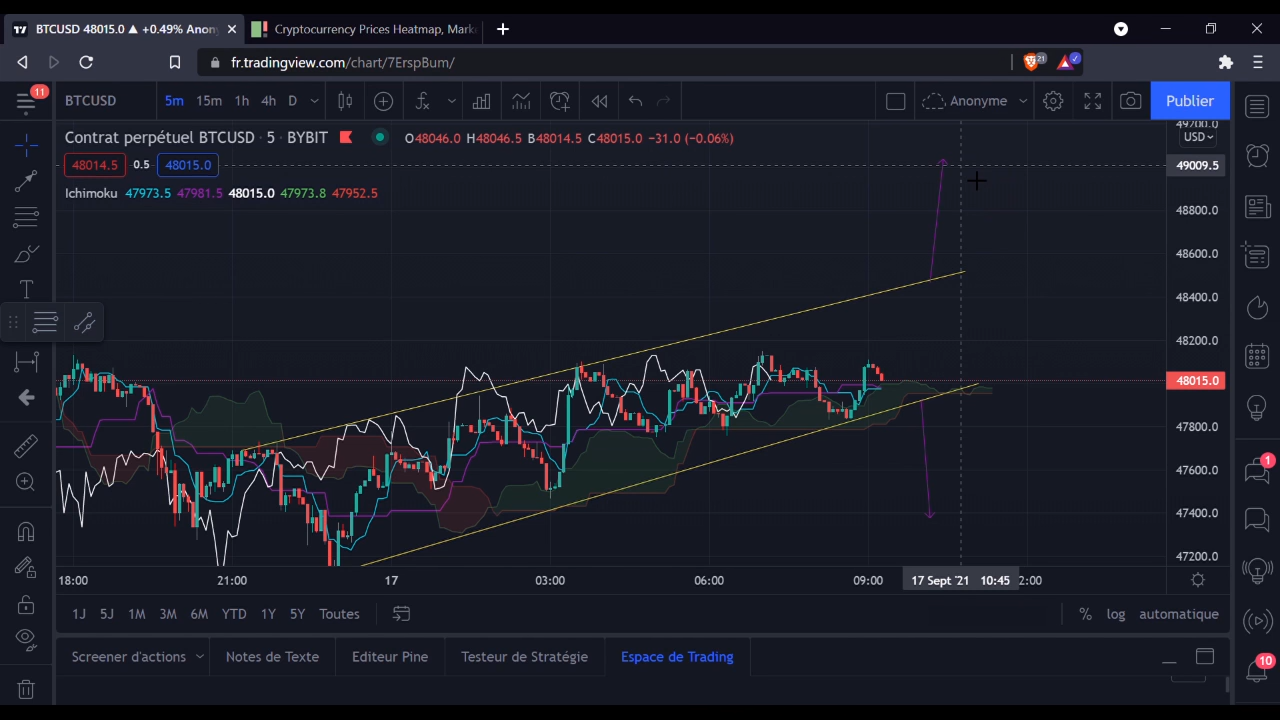 BTCUSD 48015.0 ▲ +0.49% Anon
Cryptocurrency Prices Heatmap, Mark
fr.tradingview.com/chart/7ErspBum/
21
11
BTCUSD 5m 15m 1h 4h D
Anonyme
Publier
Contrat perpétuel BTCUSD · 5 · BYBIT O48046.0 H48046.5 B48014.5 C48015.0 −31.0 (−0.06%)
48014.5 0.5 48015.0
Ichimoku 47973.5 47981.5 48015.0 47973.8 47952.5
49700.0
USD
49009.5
48800.0
48600.0
48400.0
48200.0
48015.0
47800.0
47600.0
47400.0
47200.0
18:00 21:00 17 03:00 06:00 09:00 17 Sept '21 10:45 2:00
1J 5J 1M 3M 6M YTD 1Y 5Y Toutes
% log automatique
Screener d'actions Notes de Texte Editeur Pine Testeur de Stratégie Espace de Trading
1
10